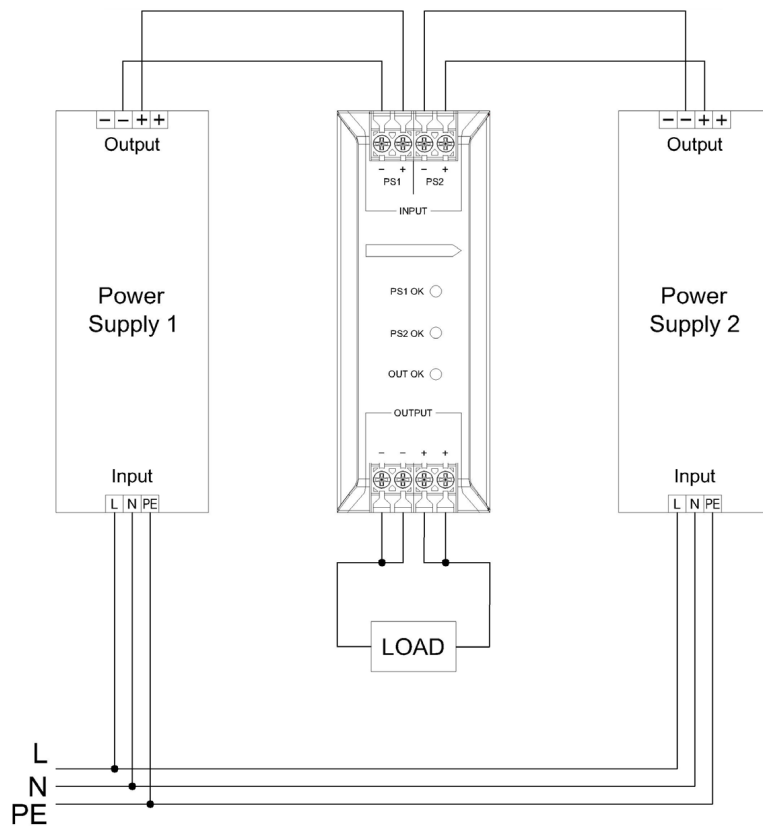 − − + +
Output
Power
Supply 1
Input
L N PE
− + − +
PS1 PS2
INPUT
PS1 OK
PS2 OK
OUT OK
OUTPUT
− − + +
LOAD
− − + +
Output
Power
Supply 2
Input
L N PE
L
N
PE